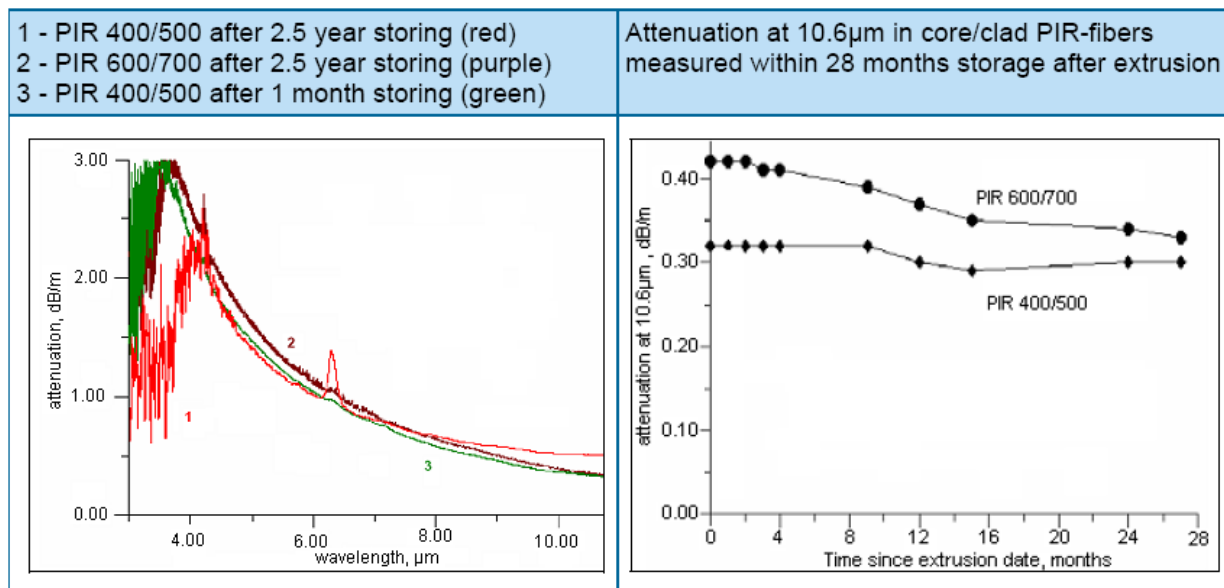 1 - PIR 400/500 after 2.5 year storing (red)
2 - PIR 600/700 after 2.5 year storing (purple)
3 - PIR 400/500 after 1 month storing (green)
Attenuation at 10.6µm in core/clad PIR-fibers
measured within 28 months storage after extrusion
3.00
2.00
1.00
0.00
attenuation, dB/m
1
2
3
4.00
6.00
8.00
10.00
wavelength, µm
0.40
0.30
0.20
0.10
0.00
attenuation at 10.6µm , dB/m
PIR 600/700
PIR 400/500
0
4
8
12
16
20
24
28
Time since extrusion date, months